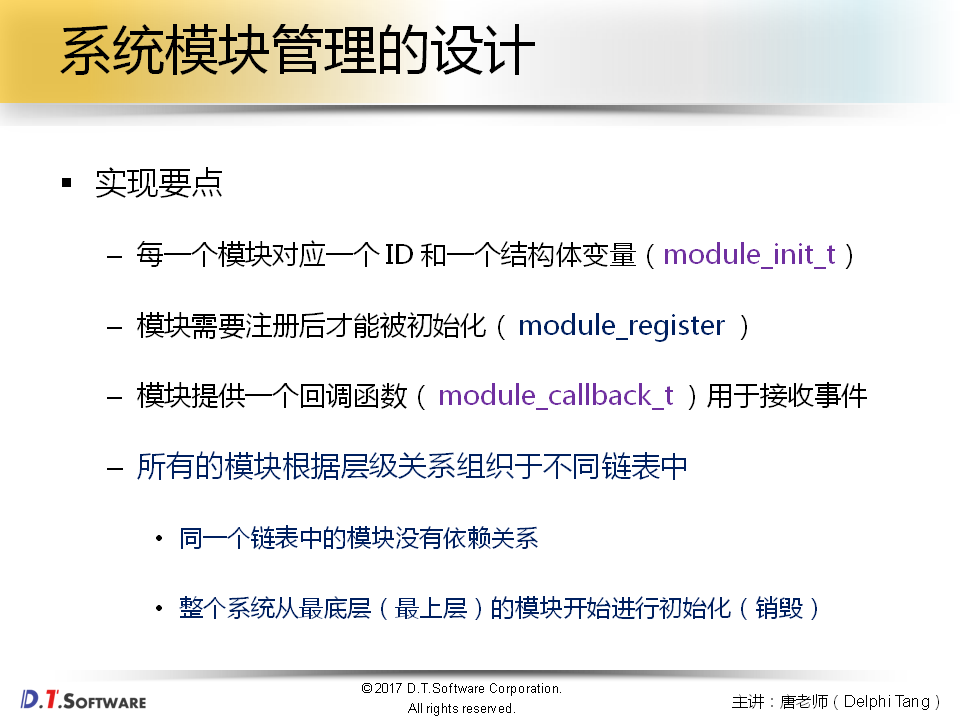 系统模块管理的设计
▪ 实现要点
– 每一个模块对应一个 ID 和一个结构体变量（module_init_t）
– 模块需要注册后才能被初始化（ module_register ）
– 模块提供一个回调函数（ module_callback_t ）用于接收事件
– 所有的模块根据层级关系组织于不同链表中
• 同一个链表中的模块没有依赖关系
• 整个系统从最底层（最上层）的模块开始进行初始化（销毁）
D.T.SOFTWARE
©2017 D.T.Software Corporation.
All rights reserved.
主讲：唐老师（Delphi Tang）